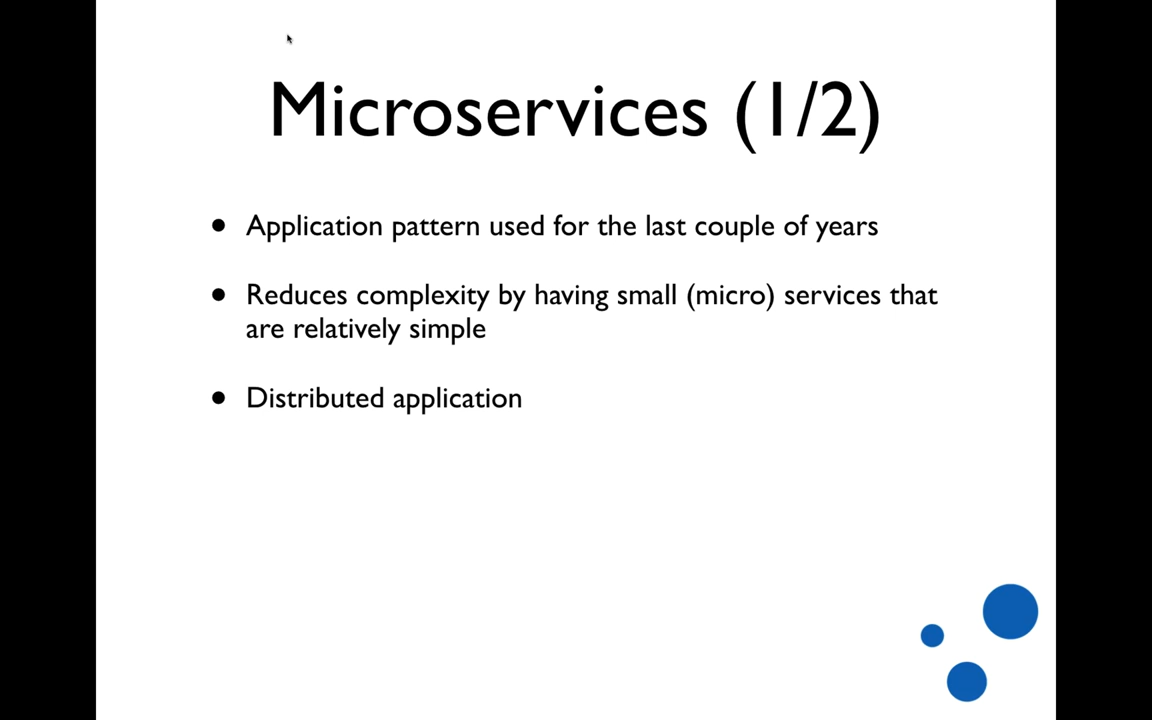 Microservices (1/2)
• Application pattern used for the last couple of years
• Reduces complexity by having small (micro) services that
are relatively simple
• Distributed application